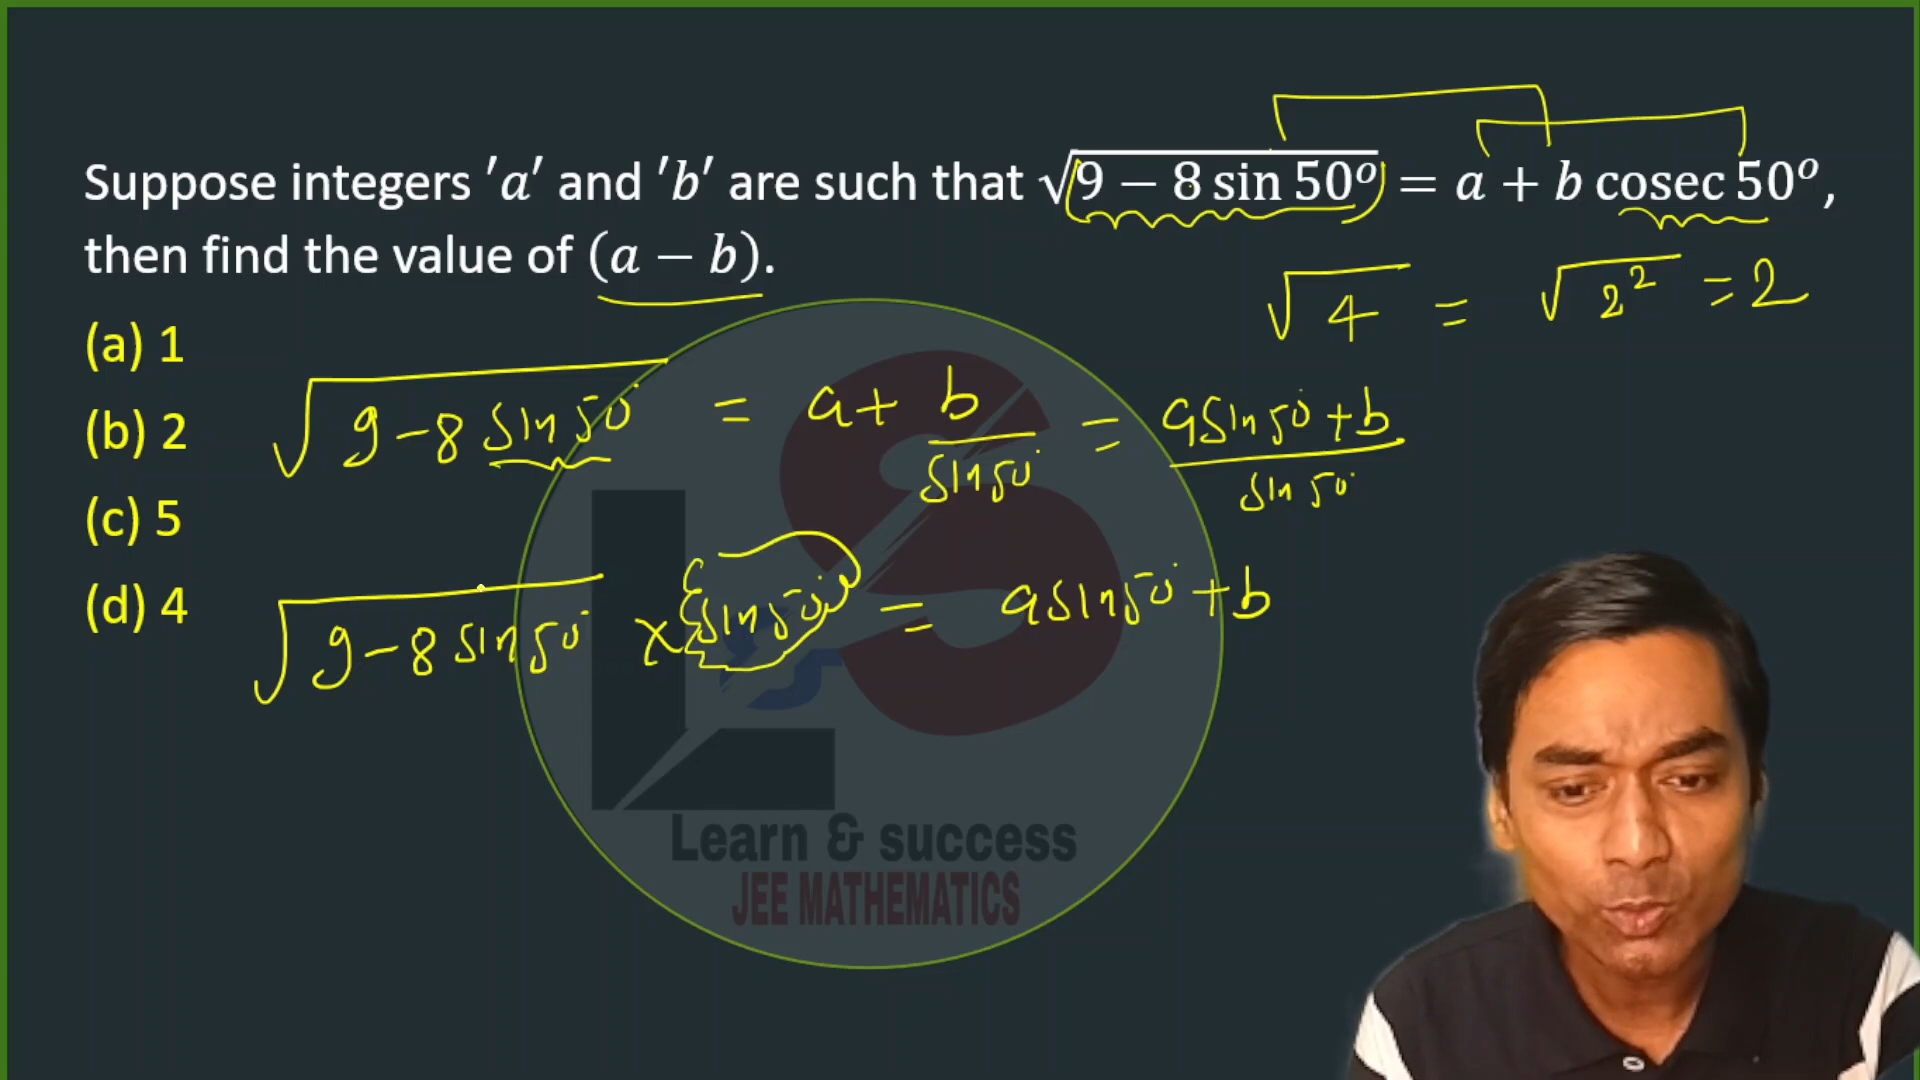 Suppose integers 'a' and 'b' are such that √(9 − 8 sin 50°) = a + b cosec 50°,
then find the value of (a − b).
√4 = √2² = 2
(a) 1
(b) 2
(c) 5
(d) 4
√(9 − 8 sin 50°) = a + b/sin 50° = (a sin 50° + b)/sin 50°
√(9 − 8 sin 50°) × sin 50° = a sin 50° + b
LS
Learn & success
JEE MATHEMATICS